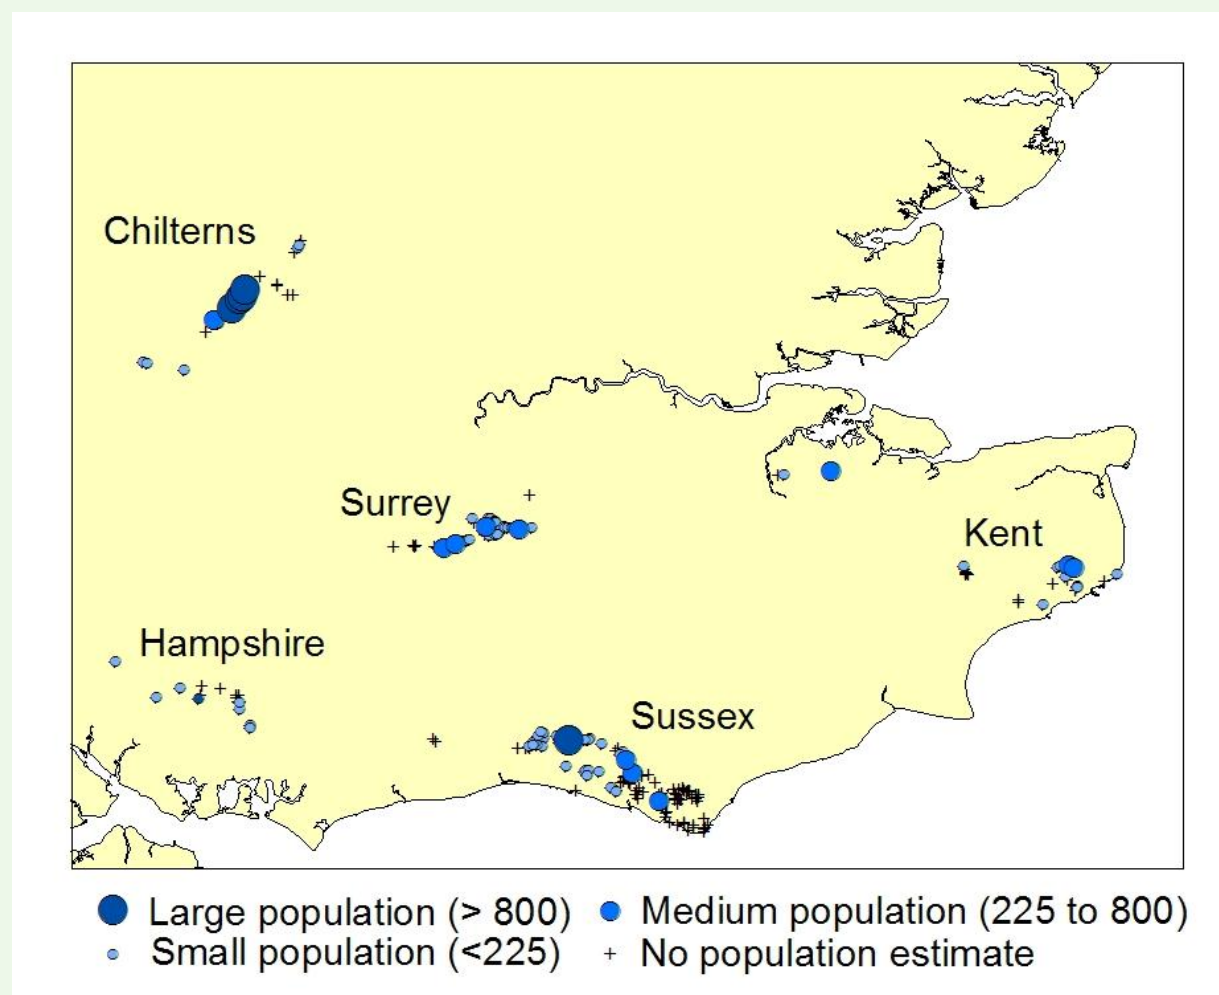 Chilterns
Surrey
Kent
Hampshire
Sussex
Large population (> 800)
Medium population (225 to 800)
Small population (<225)
No population estimate